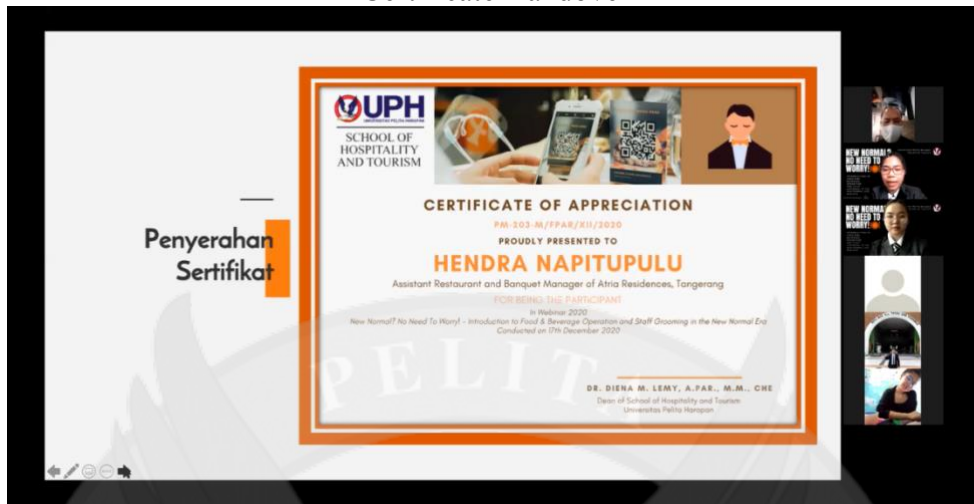 UPH
UNIVERSITAS PELITA HARAPAN
SCHOOL OF
HOSPITALITY
AND TOURISM
Penyerahan
Sertifikat
CERTIFICATE OF APPRECIATION
PM-203-M/FPAR/XII/2020
PROUDLY PRESENTED TO
HENDRA NAPITUPULU
Assistant Restaurant and Banquet Manager of Atria Residences, Tangerang
FOR BEING THE PARTICIPANT
In Webinar 2020
New Normal? No Need To Worry! - Introduction to Food & Beverage Operation and Staff Grooming in the New Normal Era
Conducted on 17th December 2020
DR. DIENA M. LEMY, A.PAR., M.M., CHE
Dean of School of Hospitality and Tourism
Universitas Pelita Harapan
PELITA
NEW NORMAL?
NO NEED TO
WORRY!
NEW NORMAL
NO NEED TO
WORRY!